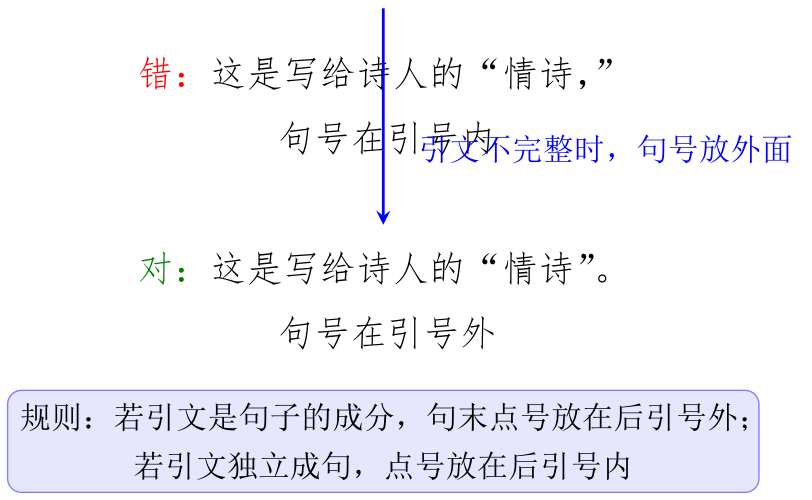 错：这是写给诗人的“情诗，”
句号在引号内
引文不完整时，句号放外面
对：这是写给诗人的“情诗”。
句号在引号外
规则：若引文是句子的成分，句末点号放在后引号外；
若引文独立成句，点号放在后引号内